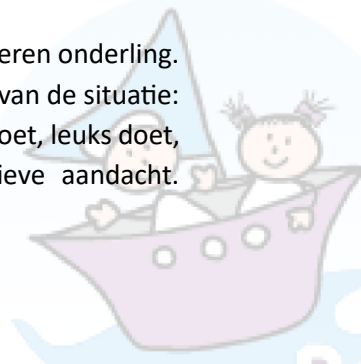 eren onderling.
van de situatie:
oet, leuks doet,
ieve aandacht.